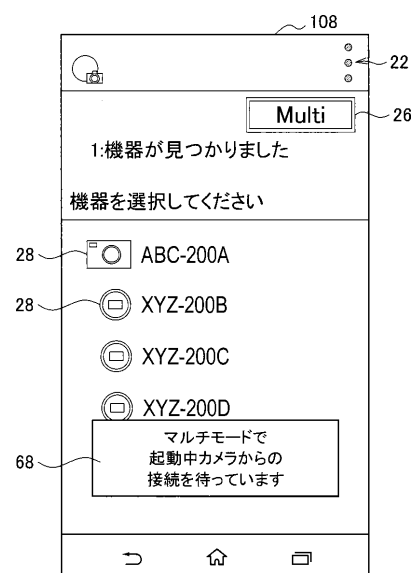 108
22
Multi
26
1:機器が見つかりました
機器を選択してください
28
ABC-200A
28
XYZ-200B
XYZ-200C
XYZ-200D
68
マルチモードで
起動中カメラからの
接続を待っています